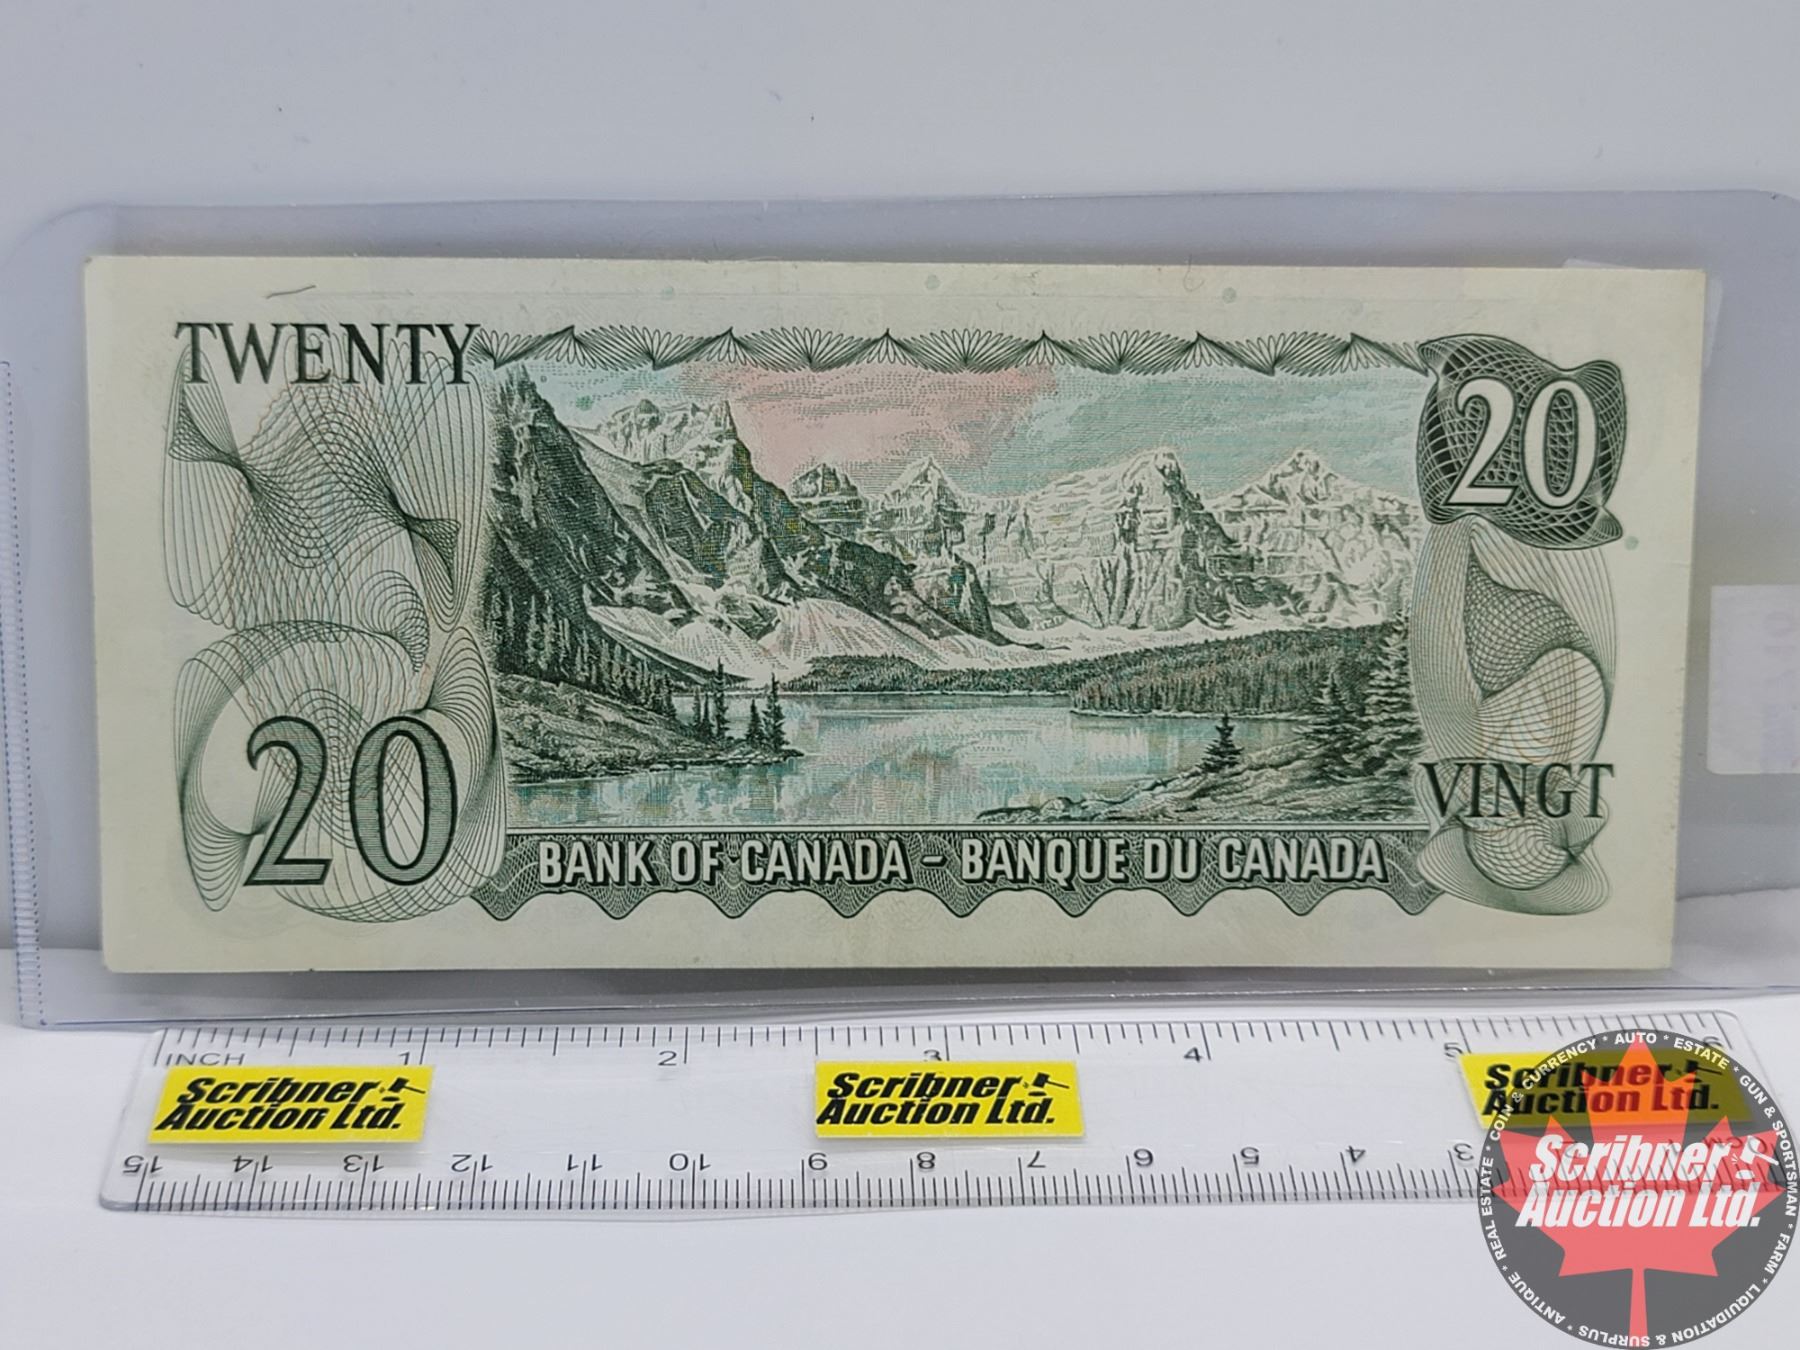 TWENTY
20
20
VINGT
BANK OF CANADA - BANQUE DU CANADA
INCH 1 2 3 4 5 6
Scribner
Auction Ltd.
Scribner
Auction Ltd.
Scribner
Auction Ltd.
15 14 13 12 11 10 9 8 7 6 5 4 3
CM
COIN & CURRENCY * AUTO * ESTATE * GUN & SPORTSMAN * FARM * LIQUIDATION & SURPLUS * ANTIQUE * REAL ESTATE *
Scribner
Auction Ltd.